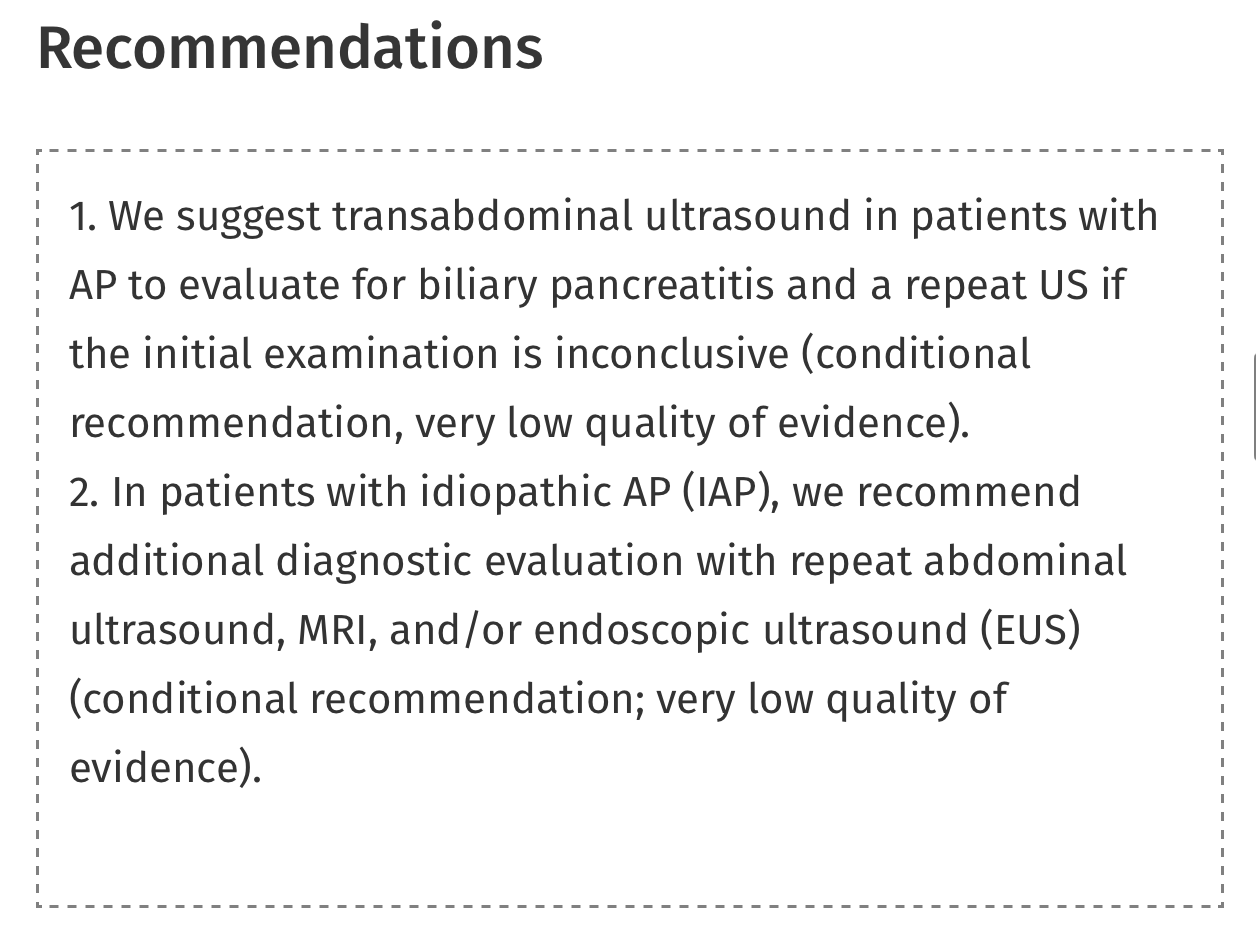 Recommendations
1. We suggest transabdominal ultrasound in patients with
AP to evaluate for biliary pancreatitis and a repeat US if
the initial examination is inconclusive (conditional
recommendation, very low quality of evidence).
2. In patients with idiopathic AP (IAP), we recommend
additional diagnostic evaluation with repeat abdominal
ultrasound, MRI, and/or endoscopic ultrasound (EUS)
(conditional recommendation; very low quality of
evidence).